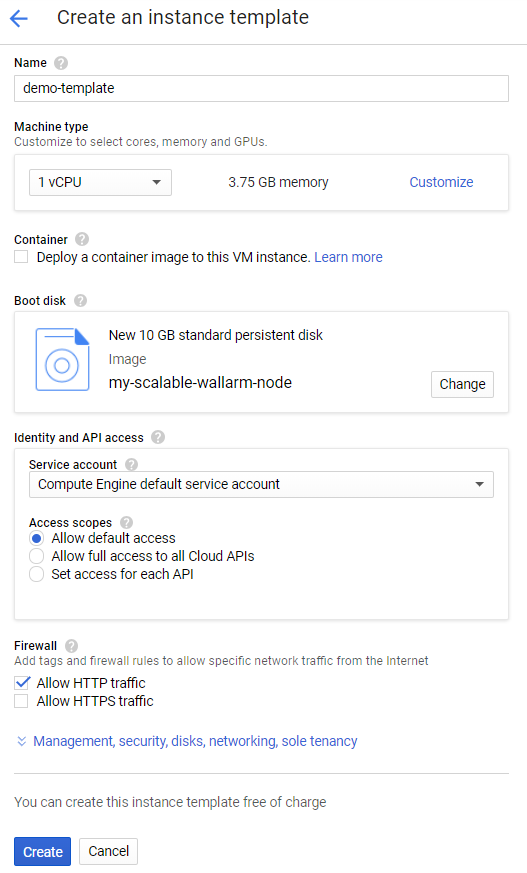 Create an instance template
Name
demo-template
Machine type
Customize to select cores, memory and GPUs.
1 vCPU 3.75 GB memory Customize
Container
Deploy a container image to this VM instance. Learn more
Boot disk
New 10 GB standard persistent disk
Image
my-scalable-wallarm-node
Change
Identity and API access
Service account
Compute Engine default service account
Access scopes
Allow default access
Allow full access to all Cloud APIs
Set access for each API
Firewall
Add tags and firewall rules to allow specific network traffic from the Internet
Allow HTTP traffic
Allow HTTPS traffic
Management, security, disks, networking, sole tenancy
You can create this instance template free of charge
Create Cancel